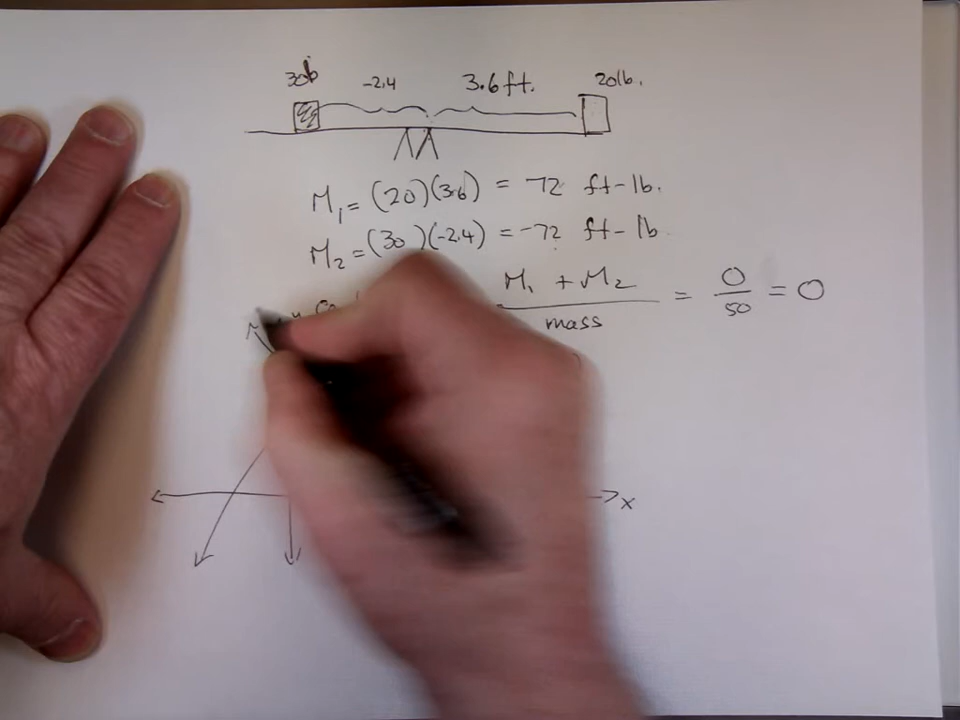 30lb -2.4 3.6 ft. 20lb.
M₁ = (20)(3.6) = 72 ft-lb.
M₂ = (30)(-2.4) = -72 ft-lb
M₁ + M₂ / mass = 0/50 = 0
x